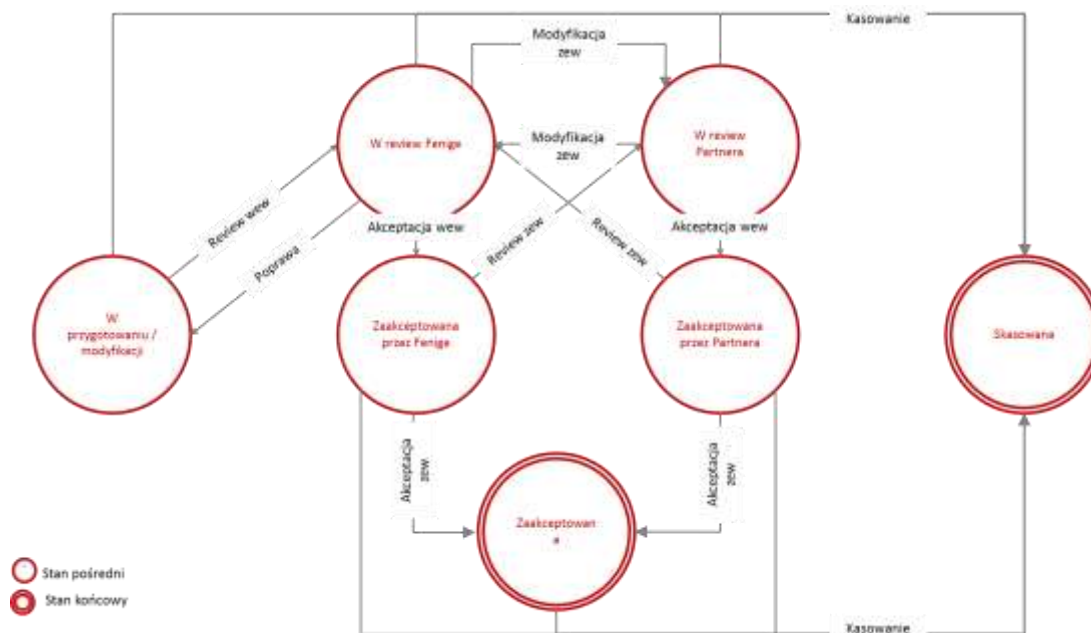 Kasowanie
Modyfikacja
zew
W review Fenige
Modyfikacja
zew
W review
Partnera
Review wew
Poprawa
Akceptacja wew
Review zew
Review zew
Akceptacja wew
W
przygotowaniu /
modyfikacji
Zaakceptowana
przez Fenige
Zaakceptowana
przez Partnera
Skasowana
Akceptacja
zew
Akceptacja
zew
Zaakceptowan
a
Stan pośredni
Stan końcowy
Kasowanie